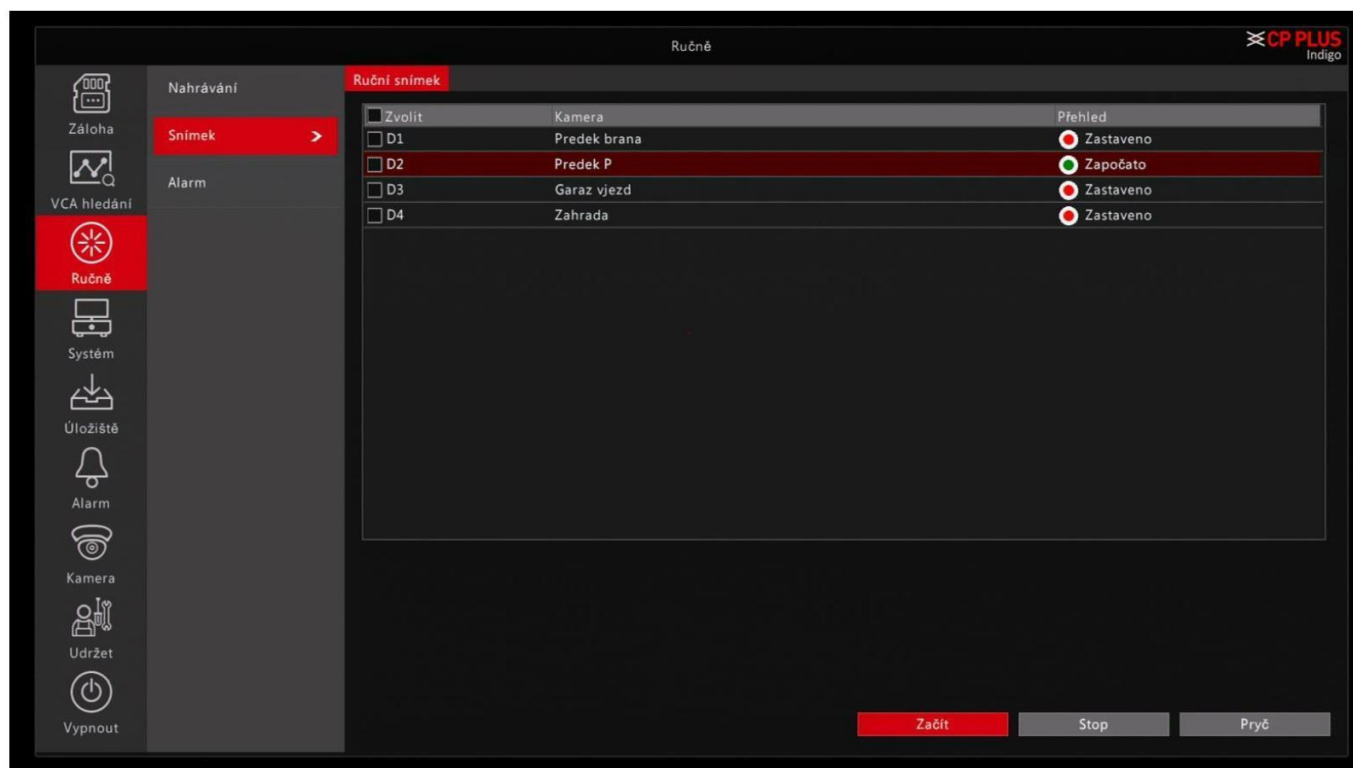 Ručně
CP PLUS
Indigo
Záloha
VCA hledání
Ručně
Systém
Úložiště
Alarm
Kamera
Udržet
Vypnout
Nahrávání
Snímek >
Alarm
Ruční snímek
Zvolit Kamera Přehled
D1 Predek brana Zastaveno
D2 Predek P Započato
D3 Garaz vjezd Zastaveno
D4 Zahrada Zastaveno
Začít Stop Pryč